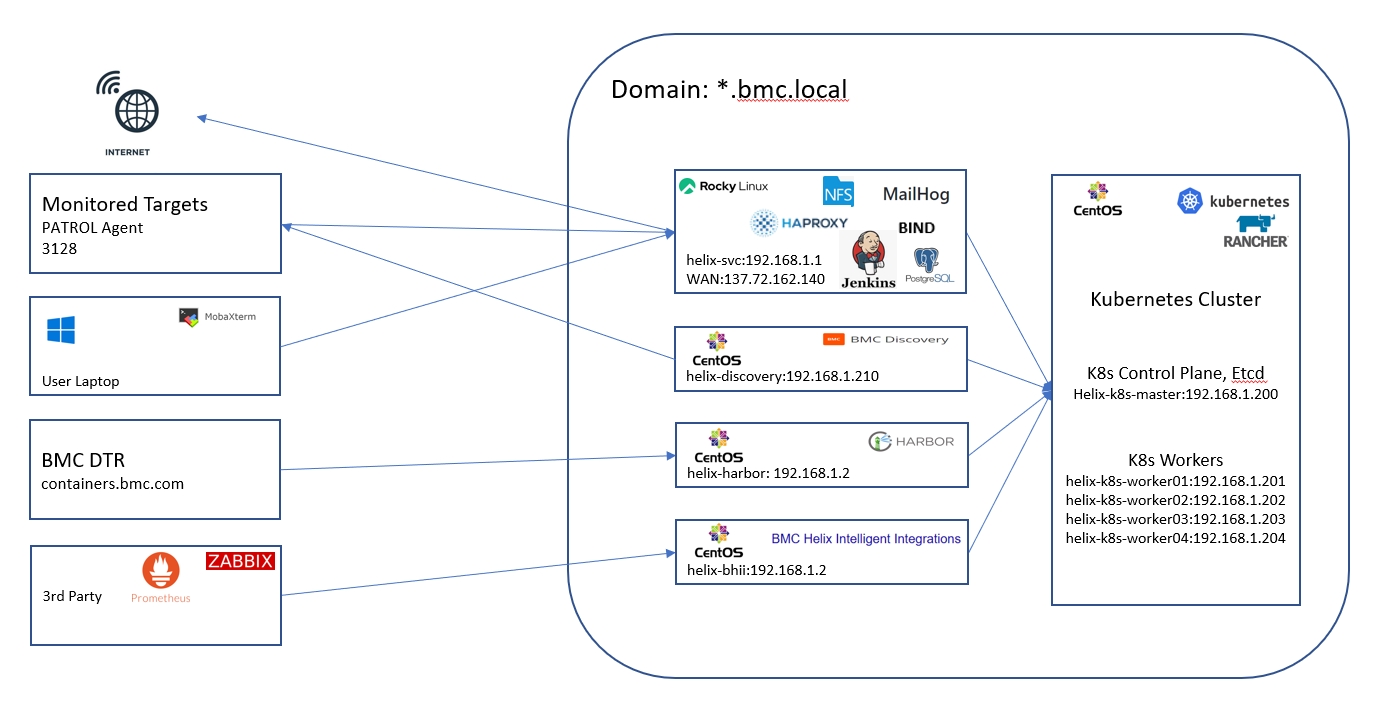 Domain: *.bmc.local
INTERNET
Monitored Targets
PATROL Agent
3128
MobaXterm
User Laptop
BMC DTR
containers.bmc.com
ZABBIX
Prometheus
3rd Party
Rocky Linux
NFS
MailHog
HAPROXY
BIND
helix-svc:192.168.1.1
WAN:137.72.162.140
Jenkins
PostgreSQL
CentOS
BMC
BMC Discovery
helix-discovery:192.168.1.210
CentOS
HARBOR
helix-harbor: 192.168.1.2
CentOS
BMC Helix Intelligent Integrations
helix-bhii:192.168.1.2
CentOS
kubernetes
RANCHER
Kubernetes Cluster
K8s Control Plane, Etcd
Helix-k8s-master:192.168.1.200
K8s Workers
helix-k8s-worker01:192.168.1.201
helix-k8s-worker02:192.168.1.202
helix-k8s-worker03:192.168.1.203
helix-k8s-worker04:192.168.1.204